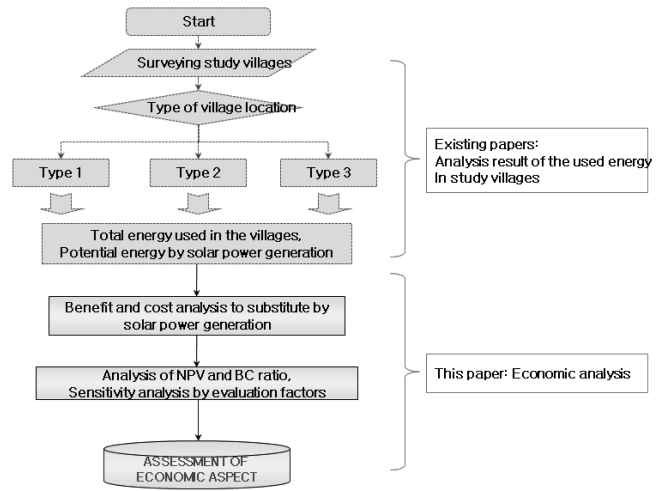 Start
Surveying study villages
Type of village location
Type 1
Type 2
Type 3
Total energy used in the villages,
Potential energy by solar power generation
Benefit and cost analysis to substitute by
solar power generation
Analysis of NPV and BC ratio,
Sensitivity analysis by evaluation factors
ASSESSMENT OF
ECONOMIC ASPECT
Existing papers:
Analysis result of the used energy
In study villages
This paper: Economic analysis